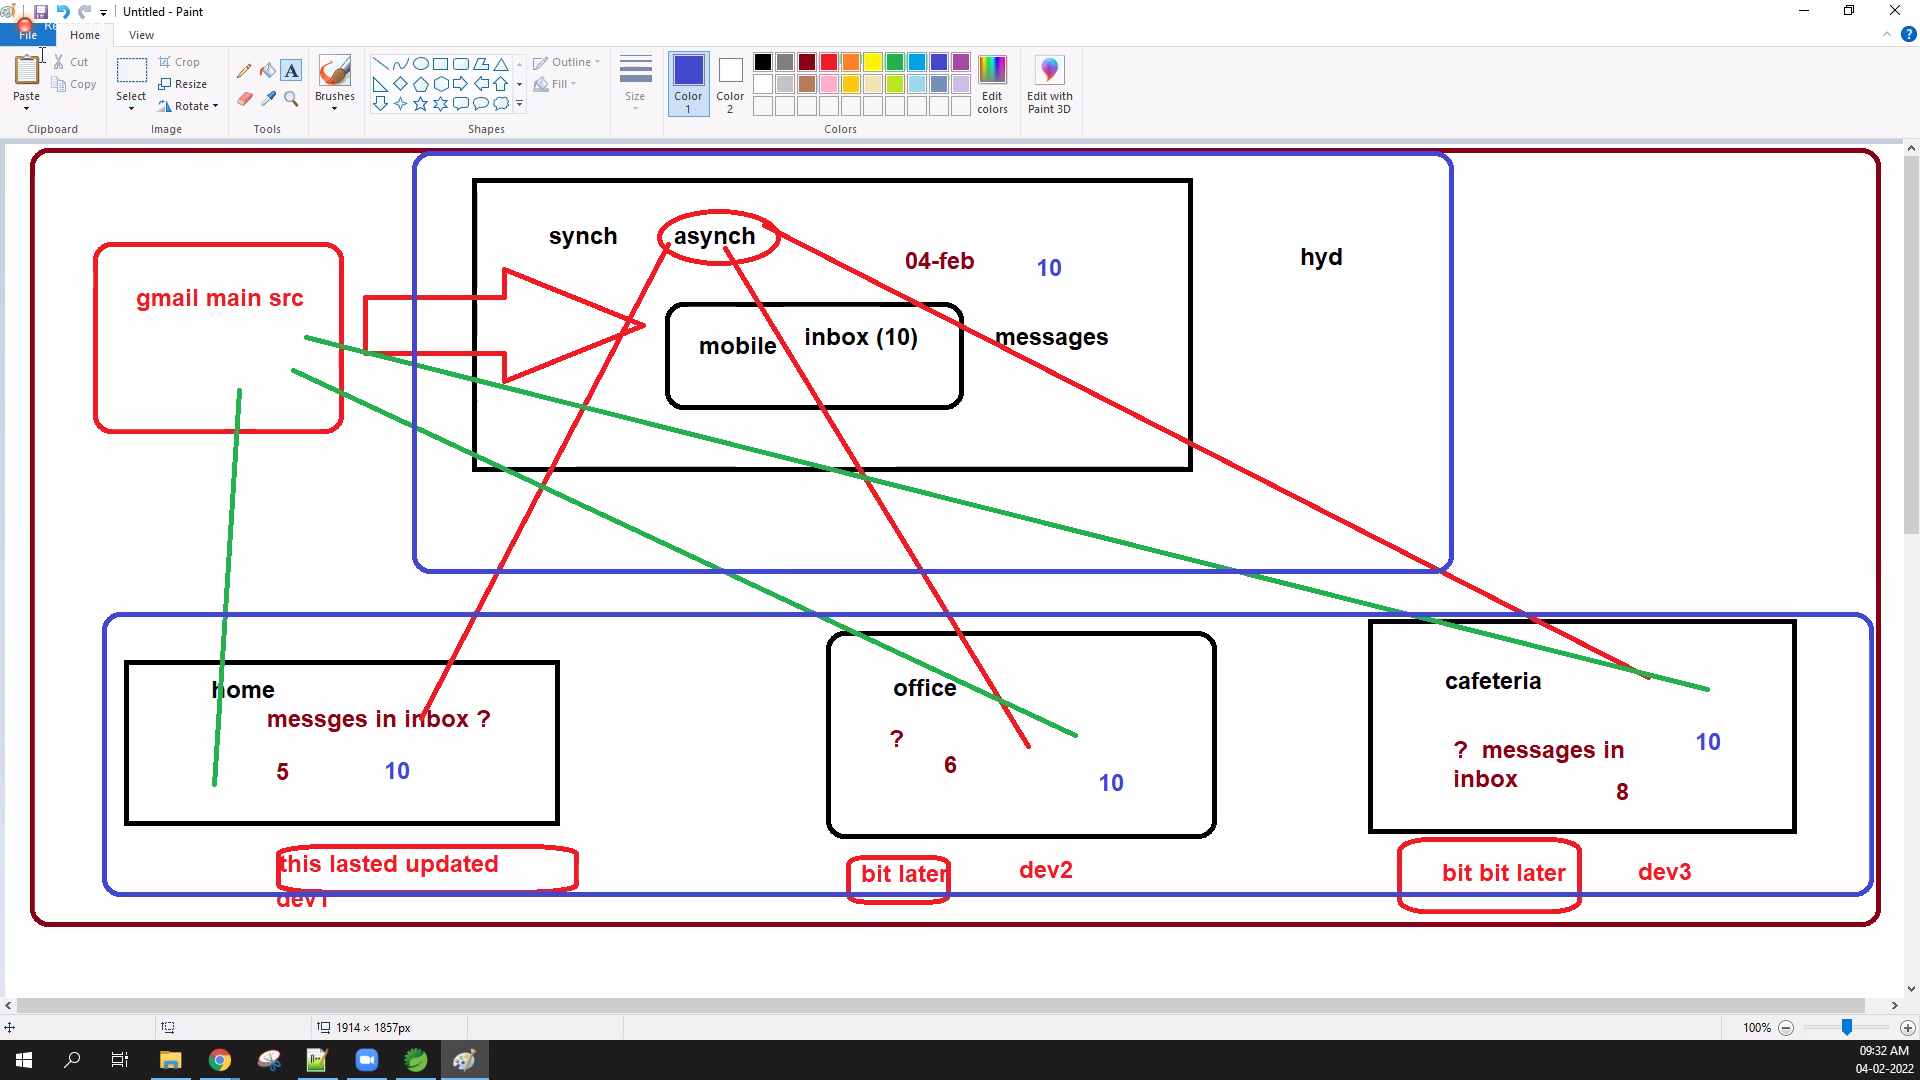 Untitled - Paint
File
Home
View
Paste
Cut
Copy
Clipboard
Select
Crop
Resize
Rotate
Image
A
Tools
Brushes
Outline
Fill
Shapes
Size
Color 1
Color 2
Edit colors
Colors
Edit with Paint 3D
synch
asynch
04-feb
10
hyd
gmail main src
mobile
inbox (10)
messages
home
messges in inbox ?
5
10
office
?
6
10
cafeteria
? messages in
inbox
8
10
this lasted updated
dev1
bit later
dev2
bit bit later
dev3
1914 × 1857px
100%
09:32 AM
04-02-2022